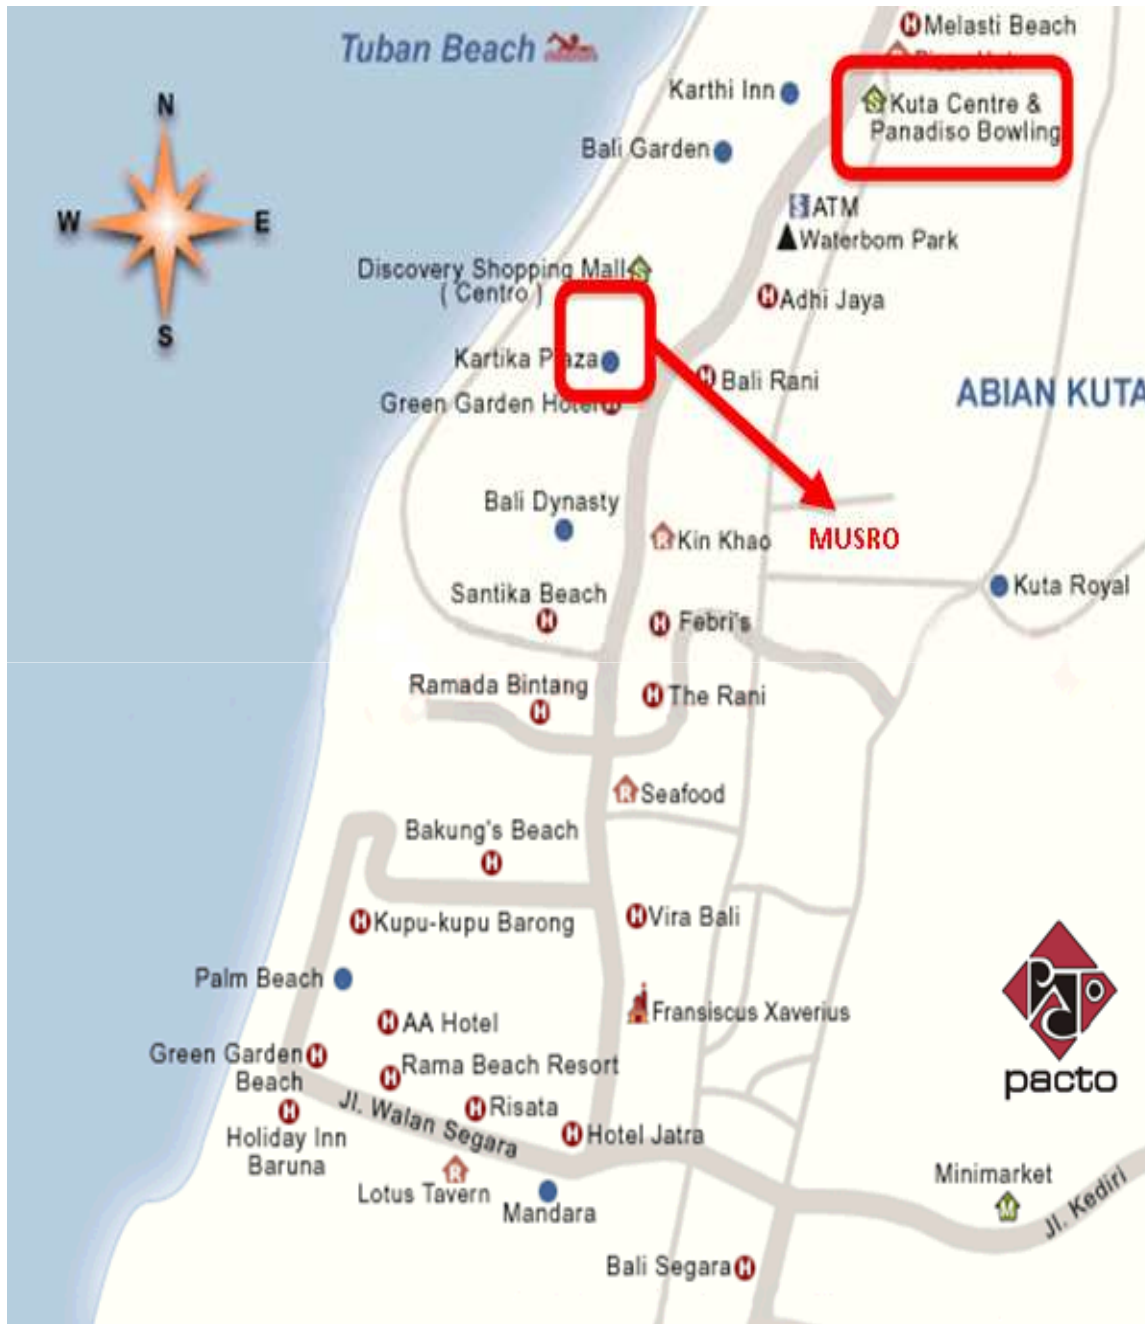 Melasti Beach
Tuban Beach
Pizza Hut
Karthi Inn
Kuta Centre &
Panadiso Bowling
N
Bali Garden
W
E
ATM
Waterbom Park
Discovery Shopping Mall
( Centro )
S
Adhi Jaya
Kartika Plaza
Bali Rani
ABIAN KUTA
Green Garden Hotel
Bali Dynasty
Kin Khao
MUSRO
Kuta Royal
Santika Beach
Febri's
Ramada Bintang
The Rani
Seafood
Bakung's Beach
Kupu-kupu Barong
Vira Bali
Palm Beach
Fransiscus Xaverius
AA Hotel
Green Garden
Beach
Rama Beach Resort
pacto
Jl. Walan Segara
Risata
Holiday Inn
Baruna
Hotel Jatra
Lotus Tavern
Mandara
Minimarket
Jl. Kediri
Bali Segara